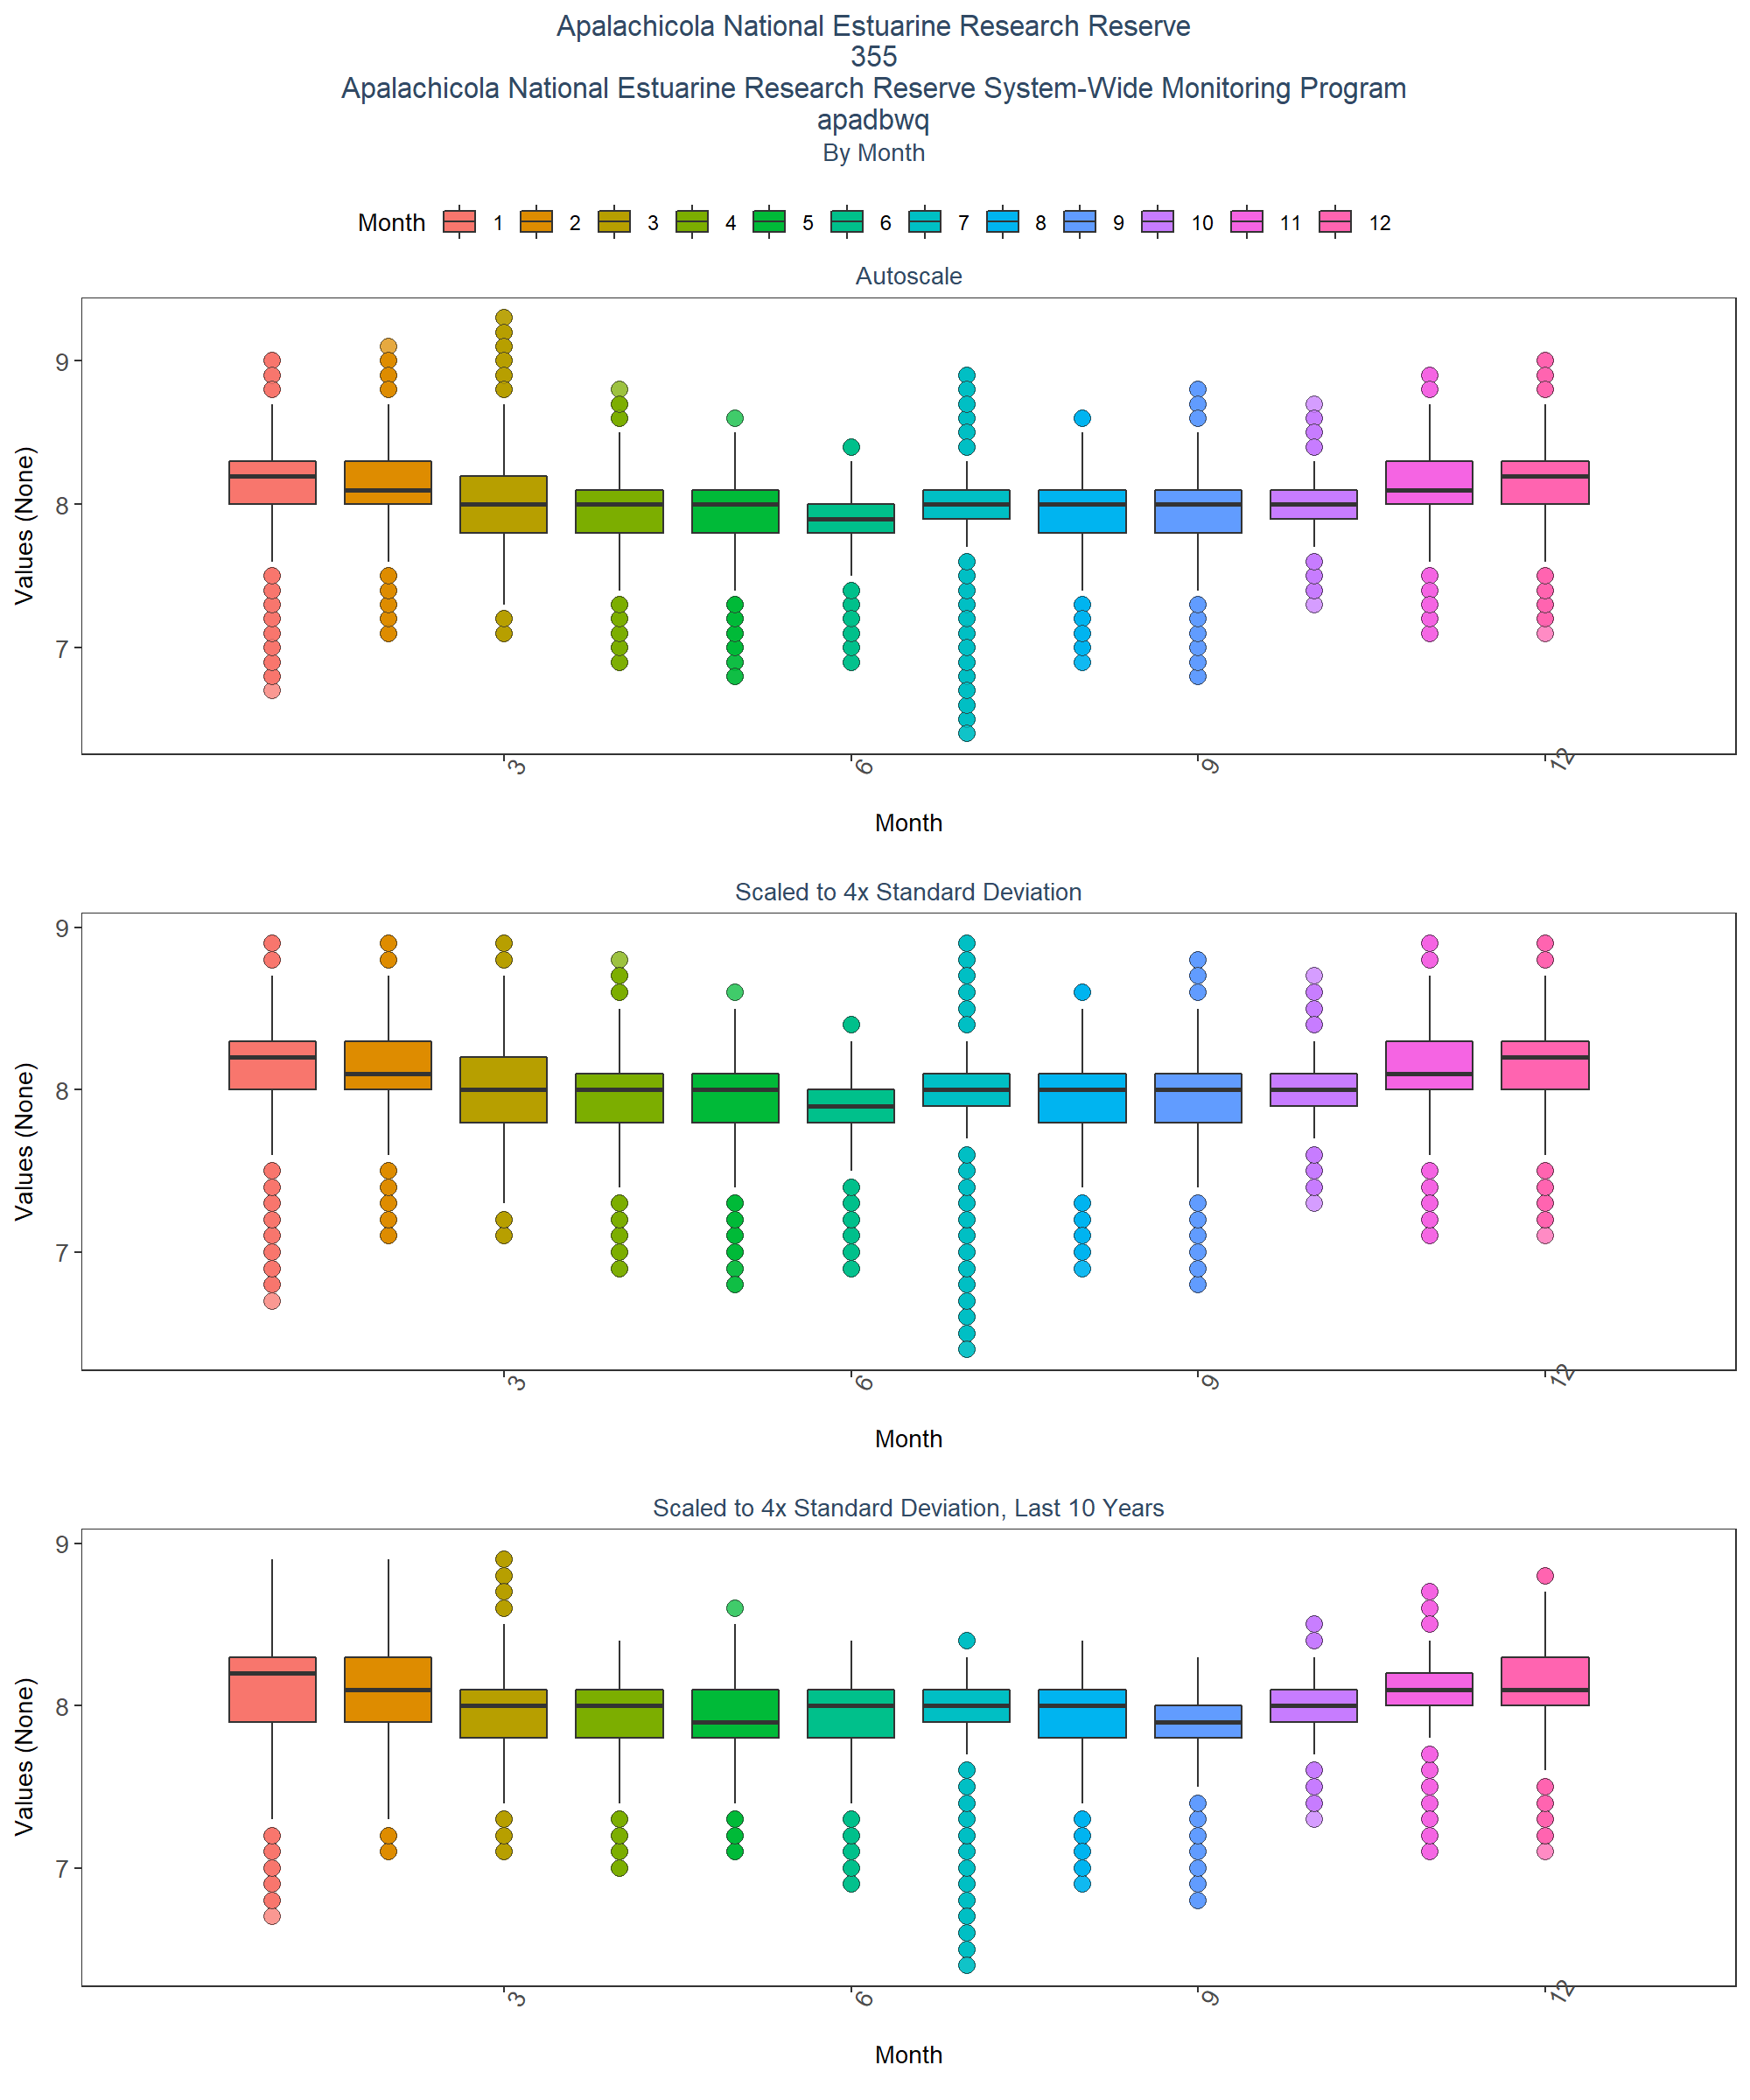 Apalachicola National Estuarine Research Reserve
355
Apalachicola National Estuarine Research Reserve System-Wide Monitoring Program
apadbwq
By Month
Month 1 2 3 4 5 6 7 8 9 10 11 12
Autoscale
Values (None)
9
8
7
3 6 9 12
Month
Scaled to 4x Standard Deviation
Values (None)
9
8
7
3 6 9 12
Month
Scaled to 4x Standard Deviation, Last 10 Years
Values (None)
9
8
7
3 6 9 12
Month